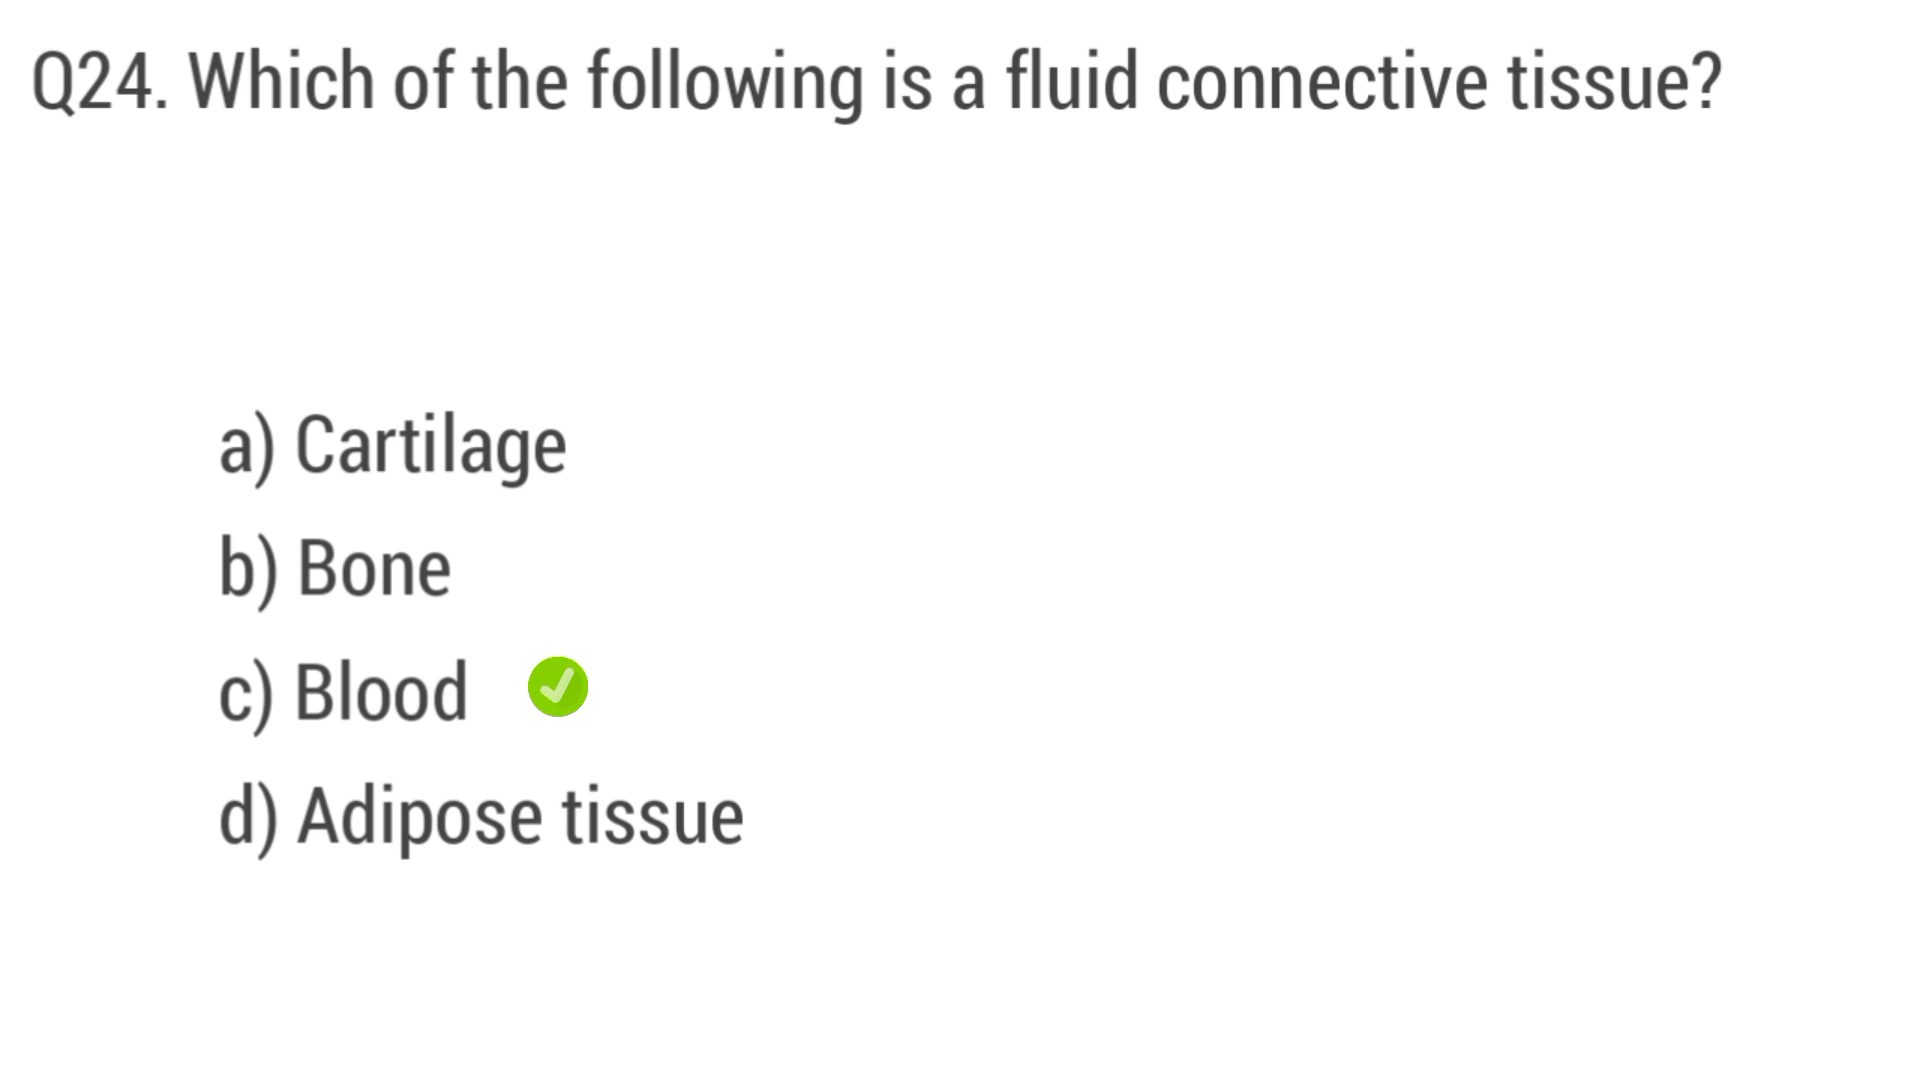 Q24. Which of the following is a fluid connective tissue?
a) Cartilage
b) Bone
c) Blood
d) Adipose tissue